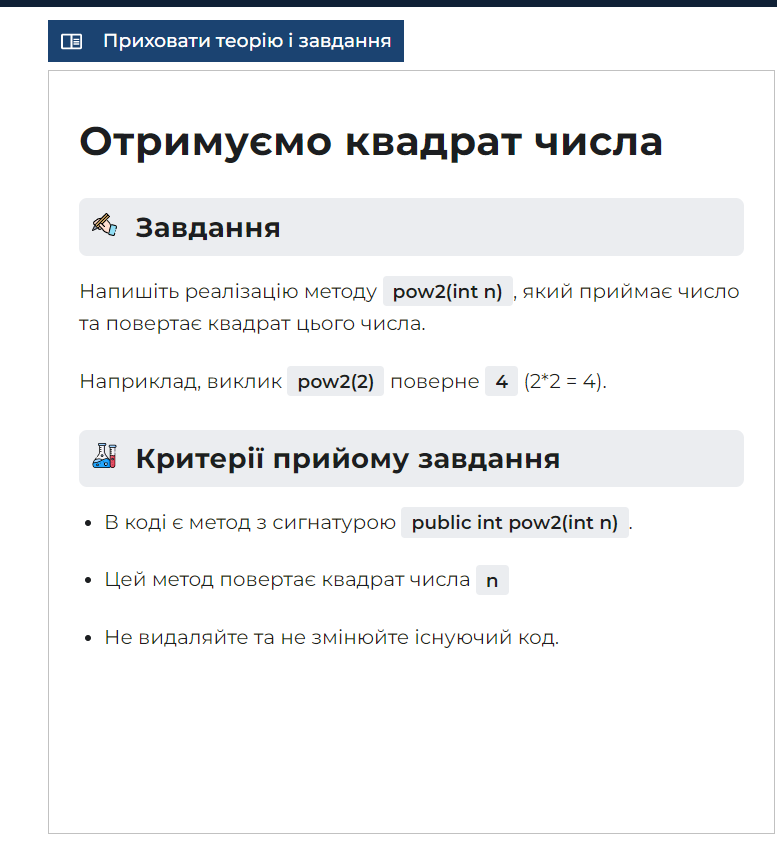 Приховати теорію і завдання
Отримуємо квадрат числа
Завдання
Напишіть реалізацію методу pow2(int n) , який приймає число
та повертає квадрат цього числа.
Наприклад, виклик pow2(2) поверне 4 (2*2 = 4).
Критерії прийому завдання
• В коді є метод з сигнатурою public int pow2(int n) .
• Цей метод повертає квадрат числа n
• Не видаляйте та не змінюйте існуючий код.